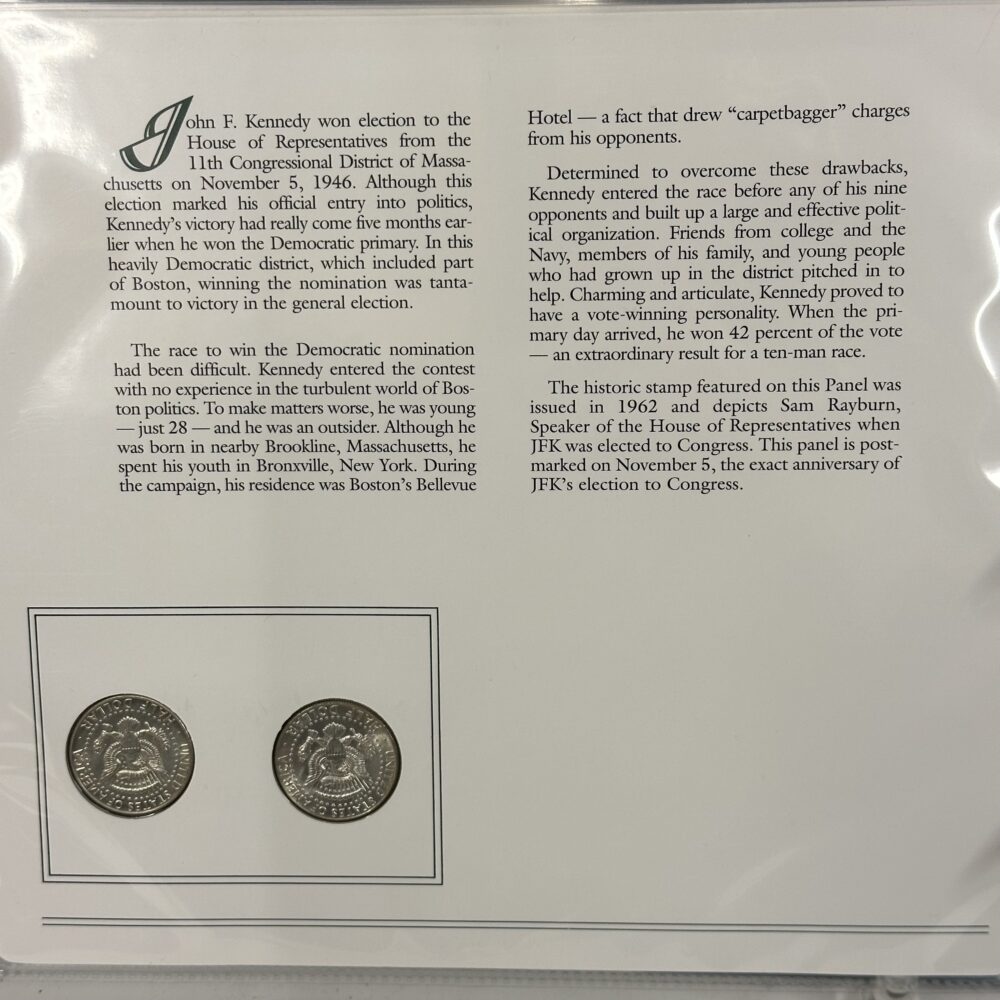 John F. Kennedy won election to the
House of Representatives from the
11th Congressional District of Massa-
chusetts on November 5, 1946. Although this
election marked his official entry into politics,
Kennedy's victory had really come five months ear-
lier when he won the Democratic primary. In this
heavily Democratic district, which included part
of Boston, winning the nomination was tanta-
mount to victory in the general election.
The race to win the Democratic nomination
had been difficult. Kennedy entered the contest
with no experience in the turbulent world of Bos-
ton politics. To make matters worse, he was young
— just 28 — and he was an outsider. Although he
was born in nearby Brookline, Massachusetts, he
spent his youth in Bronxville, New York. During
the campaign, his residence was Boston's Bellevue
Hotel — a fact that drew “carpetbagger” charges
from his opponents.
Determined to overcome these drawbacks,
Kennedy entered the race before any of his nine
opponents and built up a large and effective polit-
ical organization. Friends from college and the
Navy, members of his family, and young people
who had grown up in the district pitched in to
help. Charming and articulate, Kennedy proved to
have a vote-winning personality. When the pri-
mary day arrived, he won 42 percent of the vote
— an extraordinary result for a ten-man race.
The historic stamp featured on this Panel was
issued in 1962 and depicts Sam Rayburn,
Speaker of the House of Representatives when
JFK was elected to Congress. This panel is post-
marked on November 5, the exact anniversary of
JFK's election to Congress.
UNITED STATES OF AMERICA
HALF DOLLAR
UNITED STATES OF AMERICA
HALF DOLLAR